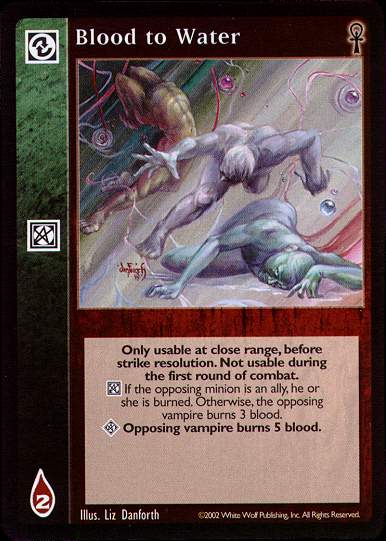 Blood to Water
Only usable at close range, before
strike resolution. Not usable during
the first round of combat.
If the opposing minion is an ally, he or
she is burned. Otherwise, the opposing
vampire burns 3 blood.
Opposing vampire burns 5 blood.
2
Illus. Liz Danforth
©2002 White Wolf Publishing, Inc. All Rights Reserved.